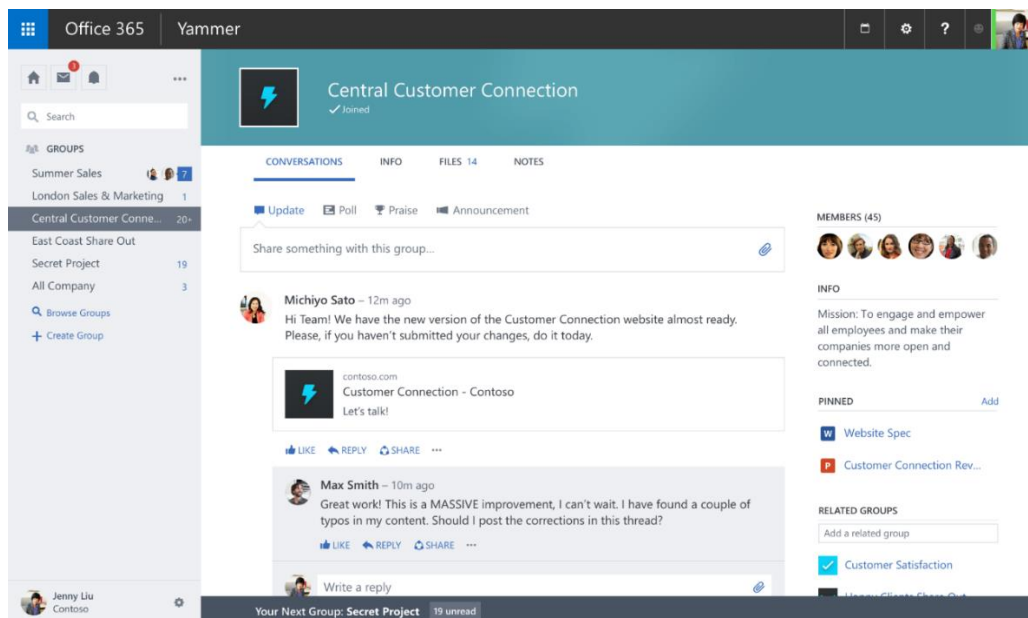 Office 365
Yammer
?
3
Search
GROUPS
Summer Sales 7
London Sales & Marketing 1
Central Customer Conne... 20+
East Coast Share Out
Secret Project 19
All Company 3
Browse Groups
+ Create Group
Jenny Liu
Contoso
Central Customer Connection
Joined
CONVERSATIONS INFO FILES 14 NOTES
Update Poll Praise Announcement
Share something with this group...
Michiyo Sato – 12m ago
Hi Team! We have the new version of the Customer Connection website almost ready.
Please, if you haven't submitted your changes, do it today.
contoso.com
Customer Connection - Contoso
Let's talk!
LIKE REPLY SHARE ...
Max Smith – 10m ago
Great work! This is a MASSIVE improvement, I can't wait. I have found a couple of
typos in my content. Should I post the corrections in this thread?
LIKE REPLY SHARE ...
Write a reply
MEMBERS (45)
INFO
Mission: To engage and empower
all employees and make their
companies more open and
connected.
PINNED Add
W Website Spec
P Customer Connection Rev...
RELATED GROUPS
Add a related group
Customer Satisfaction
Your Next Group: Secret Project 19 unread